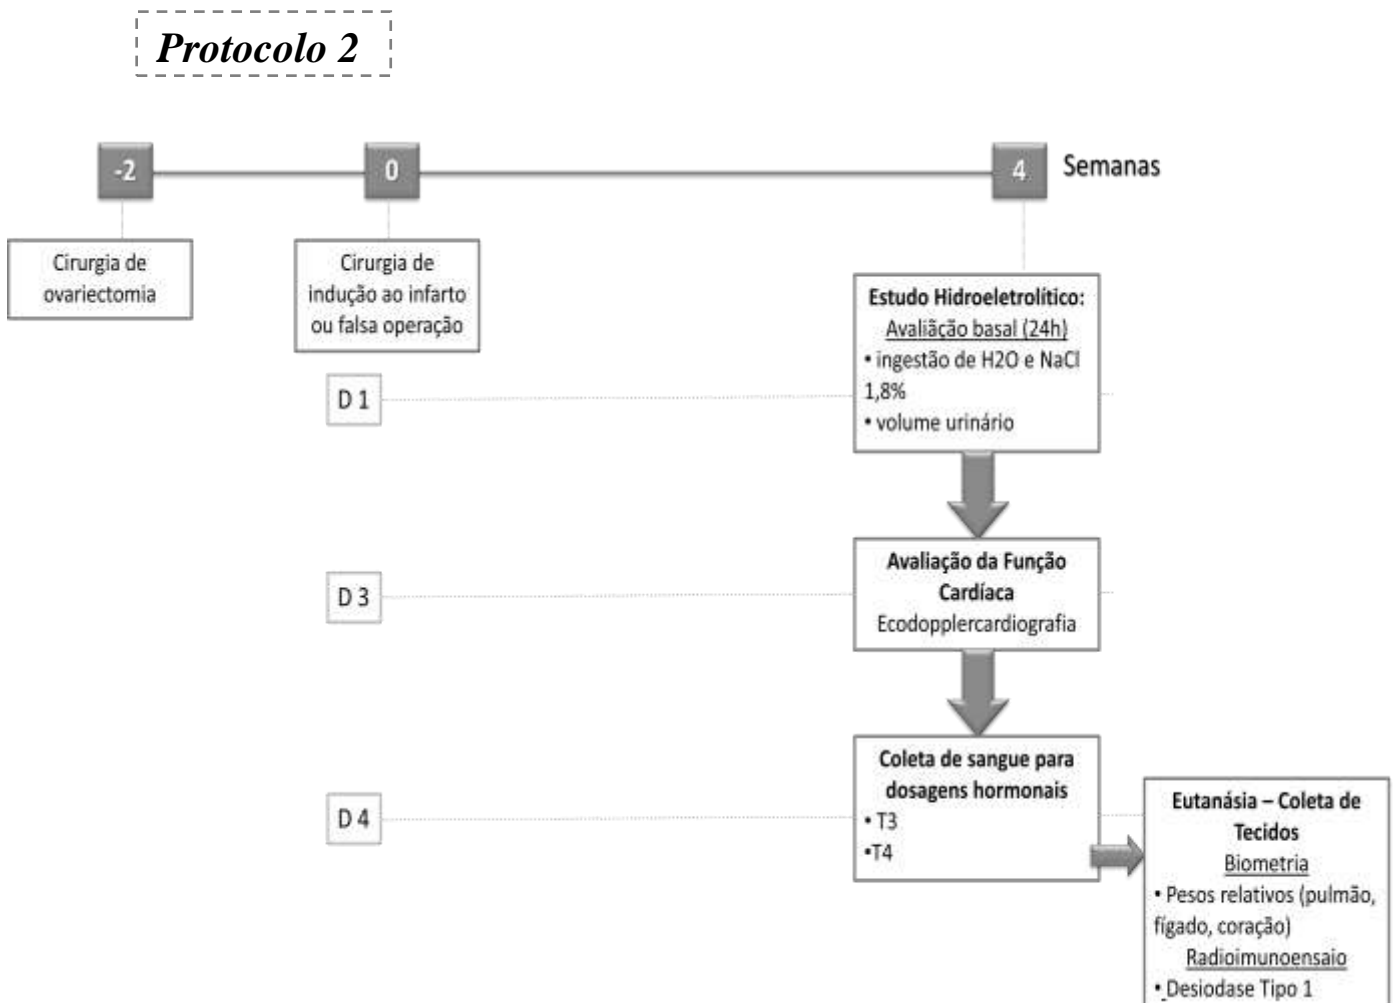 Protocolo 2
-2
0
4
Semanas
Cirurgia de
ovariectomia
Cirurgia de
indução ao infarto
ou falsa operação
Estudo Hidroeletrolítico:
Avaliãção basal (24h)
• ingestão de H2O e NaCl
1,8%
• volume urinário
D 1
Avaliação da Função
Cardíaca
Ecodopplercardiografia
D 3
Coleta de sangue para
dosagens hormonais
• T3
•T4
D 4
Eutanásia – Coleta de
Tecidos
Biometria
• Pesos relativos (pulmão,
fígado, coração)
Radioimunoensaio
• Desiodase Tipo 1